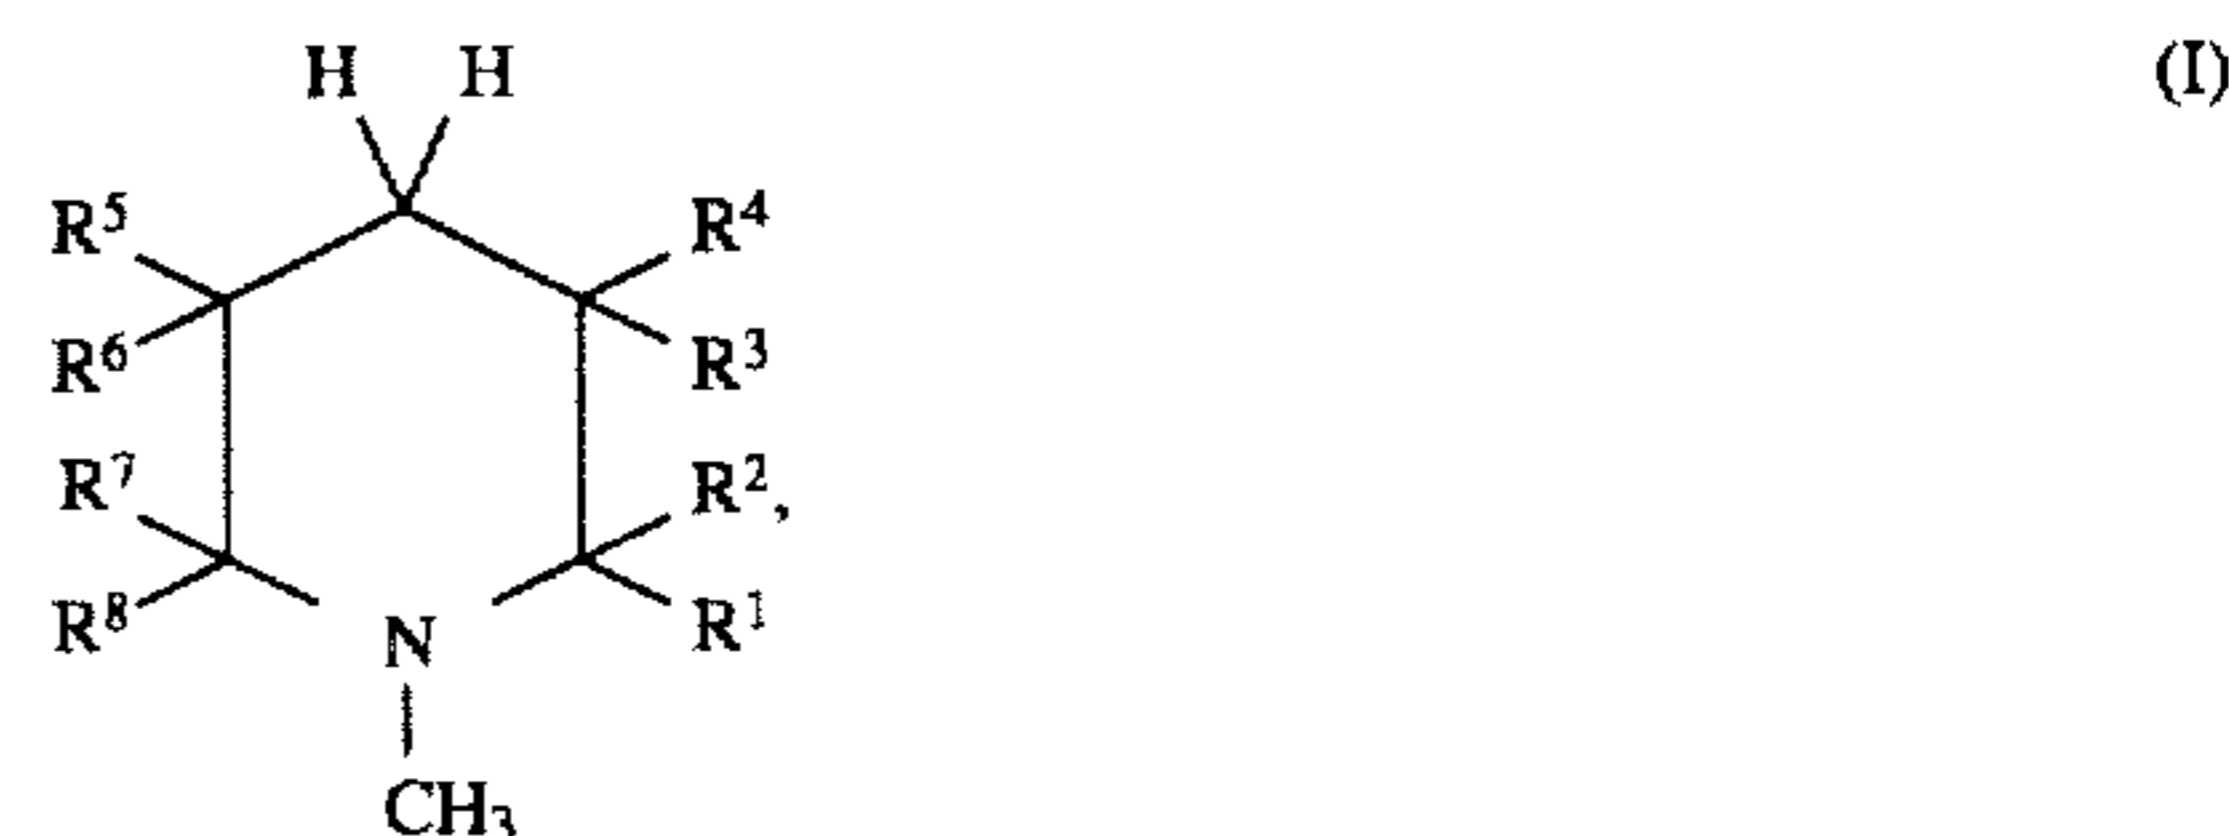 H H (I)
R⁵ R⁴
R⁶ R³
R⁷ R²,
R⁸ R¹
N
CH₃